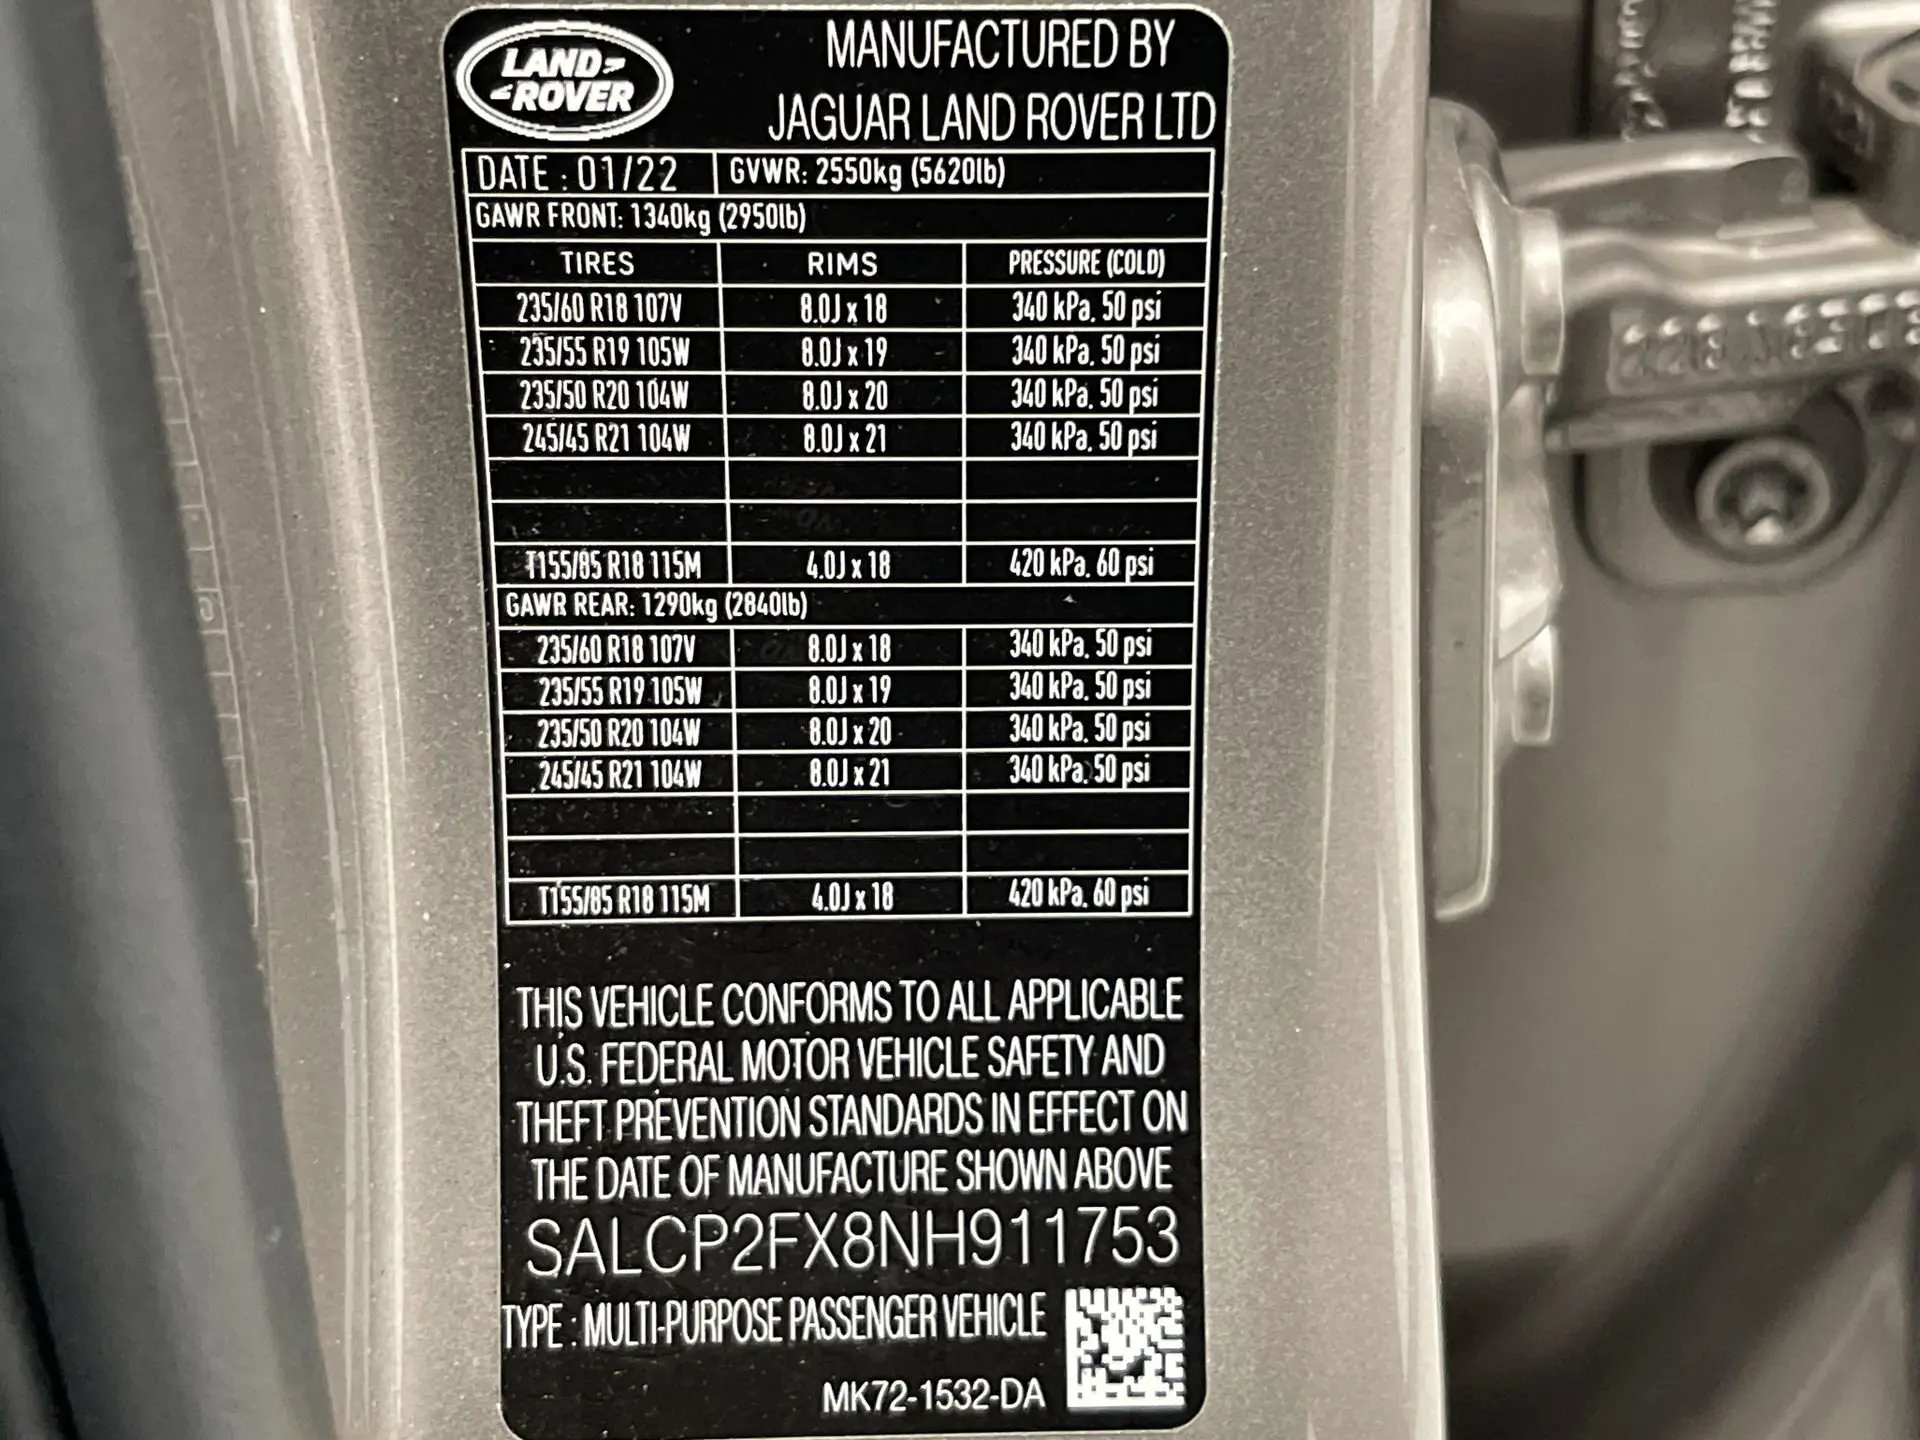 LAND-
-ROVER
MANUFACTURED BY
JAGUAR LAND ROVER LTD
DATE : 01/22 GVWR: 2550kg (5620lb)
GAWR FRONT: 1340kg (2950lb)
TIRES RIMS PRESSURE (COLD)
235/60 R18 107V 8.0J x 18 340 kPa, 50 psi
235/55 R19 105W 8.0J x 19 340 kPa, 50 psi
235/50 R20 104W 8.0J x 20 340 kPa, 50 psi
245/45 R21 104W 8.0J x 21 340 kPa, 50 psi
T155/85 R18 115M 4.0J x 18 420 kPa, 60 psi
GAWR REAR: 1290kg (2840lb)
235/60 R18 107V 8.0J x 18 340 kPa, 50 psi
235/55 R19 105W 8.0J x 19 340 kPa, 50 psi
235/50 R20 104W 8.0J x 20 340 kPa, 50 psi
245/45 R21 104W 8.0J x 21 340 kPa, 50 psi
T155/85 R18 115M 4.0J x 18 420 kPa, 60 psi
THIS VEHICLE CONFORMS TO ALL APPLICABLE
U.S. FEDERAL MOTOR VEHICLE SAFETY AND
THEFT PREVENTION STANDARDS IN EFFECT ON
THE DATE OF MANUFACTURE SHOWN ABOVE
SALCP2FX8NH911753
TYPE : MULTI-PURPOSE PASSENGER VEHICLE
MK72-1532-DA